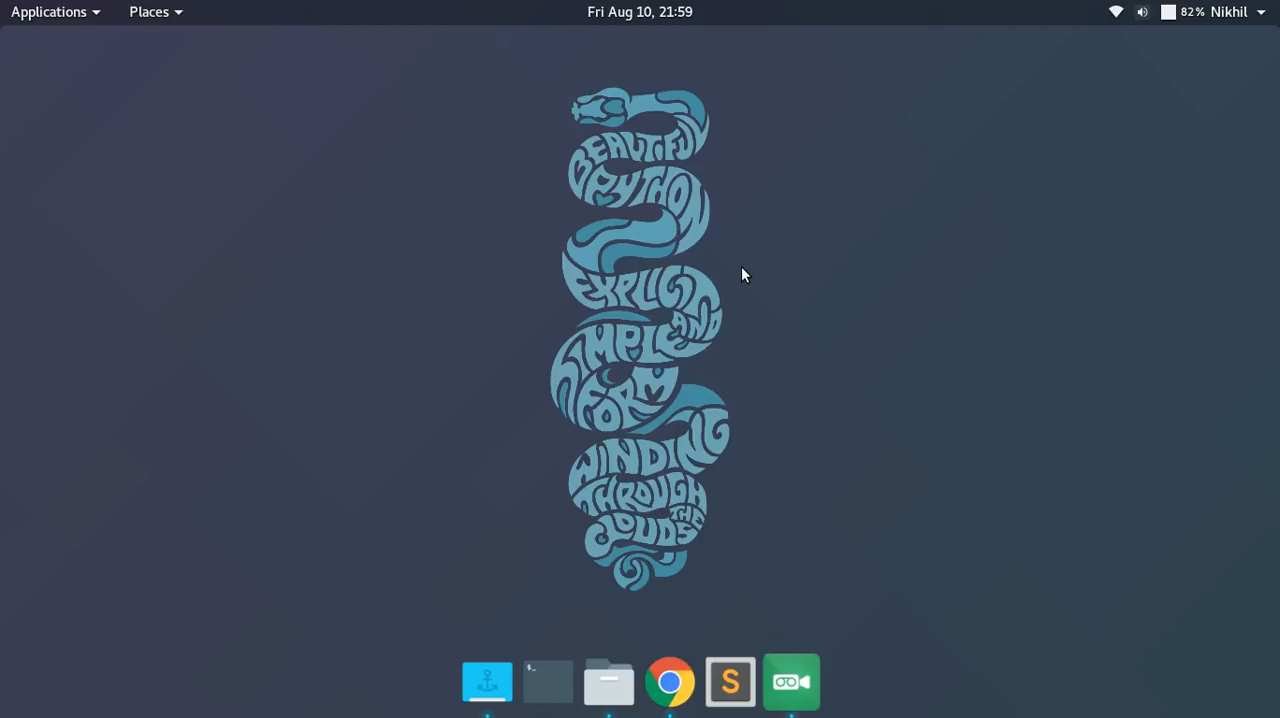 Applications Places Fri Aug 10, 21:59 82% Nikhil
BEAUTIFUL
PYTHON
EXPLICIT
AND
SIMPLE
FORM
WINDING
THROUGH
THE
CLOUDS
$_
S